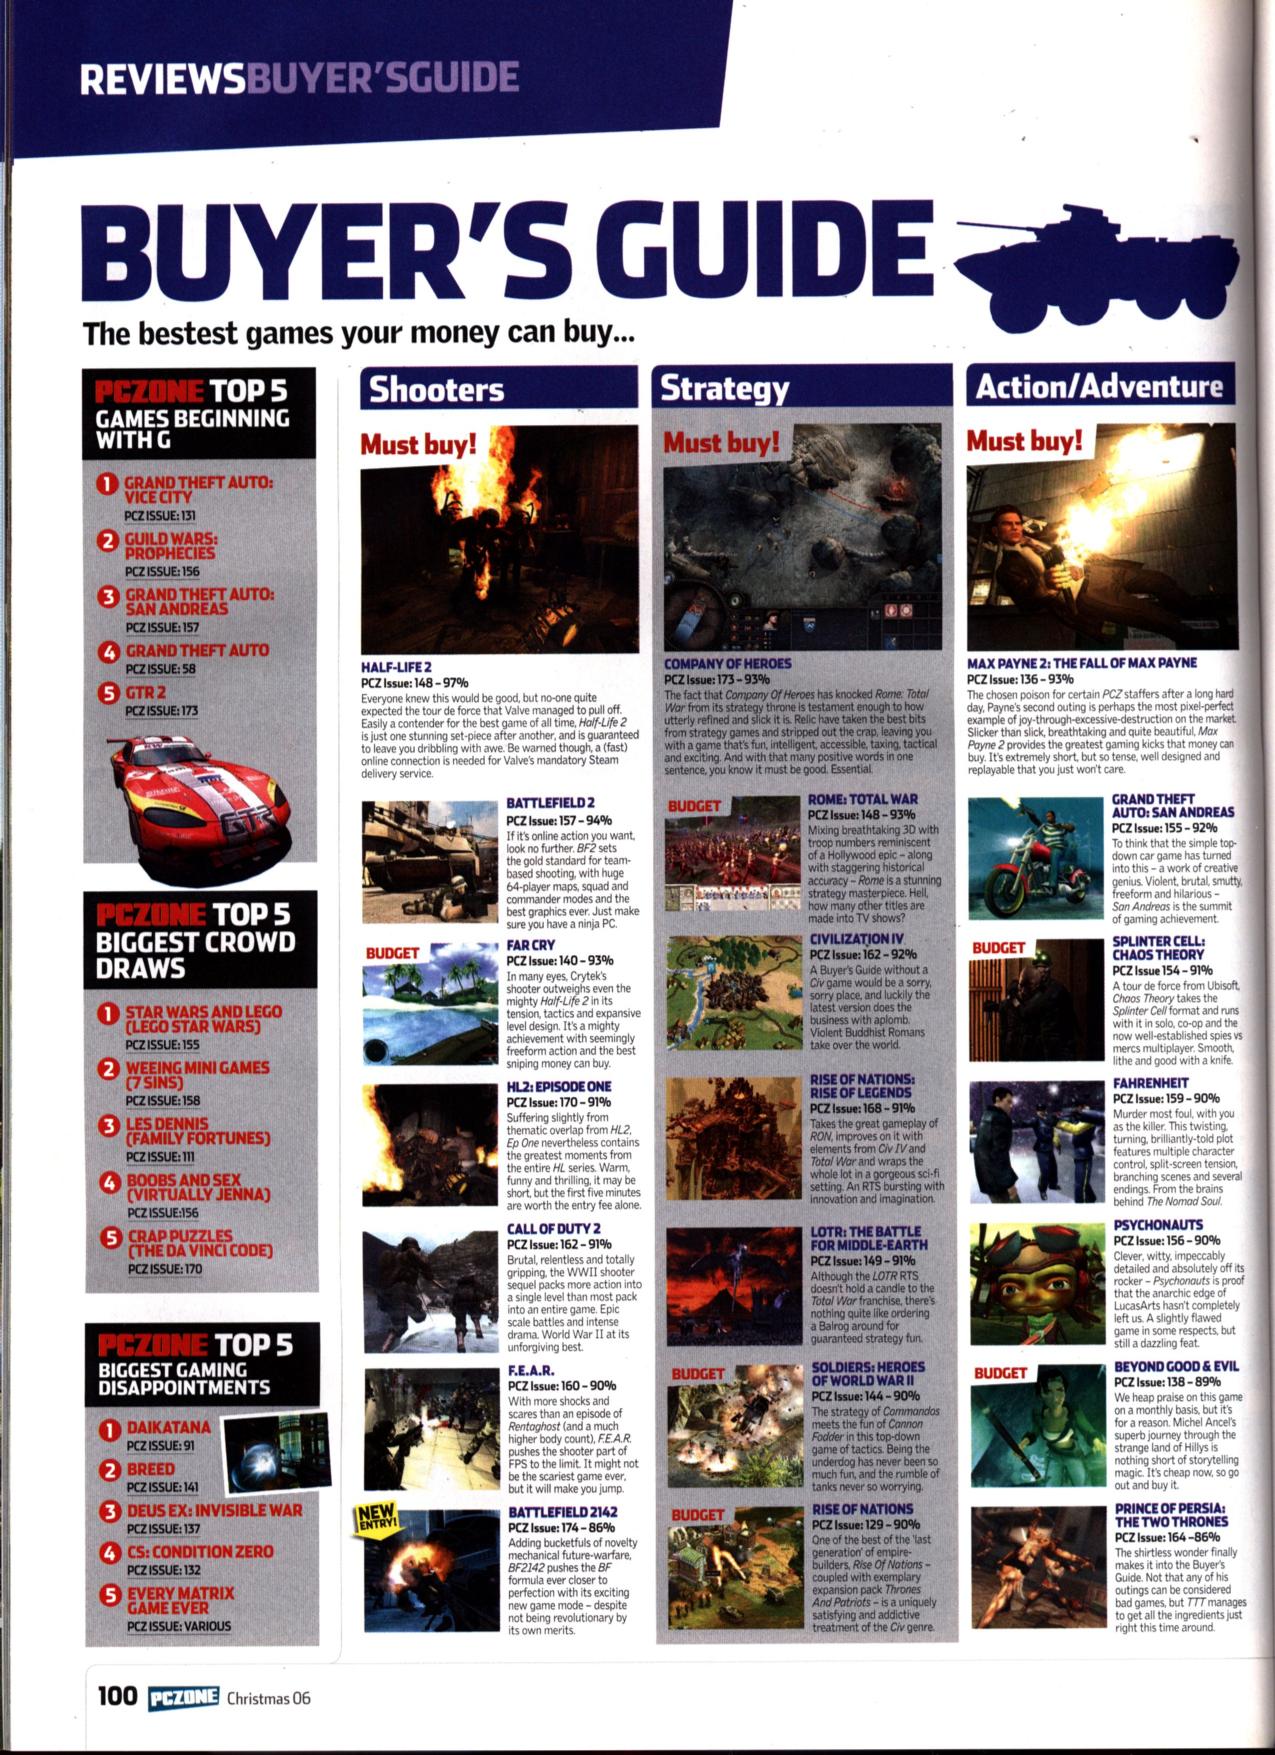 REVIEWSBUYER'SGUIDE
BUYER'S GUIDE
The bestest games your money can buy...
PCZONE TOP 5
GAMES BEGINNING
WITH G
1 GRAND THEFT AUTO:
VICE CITY
PCZ ISSUE: 131
2 GUILD WARS:
PROPHECIES
PCZ ISSUE: 156
3 GRAND THEFT AUTO:
SAN ANDREAS
PCZ ISSUE: 157
4 GRAND THEFT AUTO
PCZ ISSUE: 58
5 GTR 2
PCZ ISSUE: 173
GTR
PCZONE TOP 5
BIGGEST CROWD
DRAWS
1 STAR WARS AND LEGO
(LEGO STAR WARS)
PCZ ISSUE: 155
2 WEEING MINI GAMES
(7 SINS)
PCZ ISSUE: 158
3 LES DENNIS
(FAMILY FORTUNES)
PCZ ISSUE: 111
4 BOOBS AND SEX
(VIRTUALLY JENNA)
PCZ ISSUE:156
5 CRAP PUZZLES
(THE DA VINCI CODE)
PCZ ISSUE: 170
PCZONE TOP 5
BIGGEST GAMING
DISAPPOINTMENTS
1 DAIKATANA
PCZ ISSUE: 91
2 BREED
PCZ ISSUE: 141
3 DEUS EX: INVISIBLE WAR
PCZ ISSUE: 137
4 CS: CONDITION ZERO
PCZ ISSUE: 132
5 EVERY MATRIX
GAME EVER
PCZ ISSUE: VARIOUS
Shooters
Must buy!
HALF-LIFE 2
PCZ Issue: 148 – 97%
Everyone knew this would be good, but no-one quite
expected the tour de force that Valve managed to pull off.
Easily a contender for the best game of all time, Half-Life 2
is just one stunning set-piece after another, and is guaranteed
to leave you dribbling with awe. Be warned though, a (fast)
online connection is needed for Valve's mandatory Steam
delivery service.
BATTLEFIELD 2
PCZ Issue: 157 – 94%
If it's online action you want,
look no further. BF2 sets
the gold standard for team-
based shooting, with huge
64-player maps, squad and
commander modes and the
best graphics ever. Just make
sure you have a ninja PC.
BUDGET
FAR CRY
PCZ Issue: 140 – 93%
In many eyes, Crytek's
shooter outweighs even the
mighty Half-Life 2 in its
tension, tactics and expansive
level design. It's a mighty
achievement with seemingly
freeform action and the best
sniping money can buy.
HL2: EPISODE ONE
PCZ Issue: 170 – 91%
Suffering slightly from
thematic overlap from HL2,
Ep One nevertheless contains
the greatest moments from
the entire HL series. Warm,
funny and thrilling, it may be
short, but the first five minutes
are worth the entry fee alone.
CALL OF DUTY 2
PCZ Issue: 162 – 91%
Brutal, relentless and totally
gripping, the WWII shooter
sequel packs more action into
a single level than most pack
into an entire game. Epic
scale battles and intense
drama. World War II at its
unforgiving best.
F.E.A.R.
PCZ Issue: 160 – 90%
With more shocks and
scares than an episode of
Rentaghost (and a much
higher body count), F.E.A.R.
pushes the shooter part of
FPS to the limit. It might not
be the scariest game ever,
but it will make you jump.
NEW
ENTRY!
BATTLEFIELD 2142
PCZ Issue: 174 – 86%
Adding bucketfuls of novelty
mechanical future-warfare,
BF2142 pushes the BF
formula ever closer to
perfection with its exciting
new game mode – despite
not being revolutionary by
its own merits.
Strategy
Must buy!
COMPANY OF HEROES
PCZ Issue: 173 – 93%
The fact that Company Of Heroes has knocked Rome: Total
War from its strategy throne is testament enough to how
utterly refined and slick it is. Relic have taken the best bits
from strategy games and stripped out the crap, leaving you
with a game that's fun, intelligent, accessible, taxing, tactical
and exciting. And with that many positive words in one
sentence, you know it must be good. Essential.
BUDGET
ROME: TOTAL WAR
PCZ Issue: 148 – 93%
Mixing breathtaking 3D with
troop numbers reminiscent
of a Hollywood epic – along
with staggering historical
accuracy – Rome is a stunning
strategy masterpiece. Hell,
how many other titles are
made into TV shows?
CIVILIZATION IV
PCZ Issue: 162 – 92%
A Buyer's Guide without a
Civ game would be a sorry,
sorry place, and luckily the
latest version does the
business with aplomb.
Violent Buddhist Romans
take over the world.
RISE OF NATIONS:
RISE OF LEGENDS
PCZ Issue: 168 – 91%
Takes the great gameplay of
RON, improves on it with
elements from Civ IV and
Total War and wraps the
whole lot in a gorgeous sci-fi
setting. An RTS bursting with
innovation and imagination.
LOTR: THE BATTLE
FOR MIDDLE-EARTH
PCZ Issue: 149 – 91%
Although the LOTR RTS
doesn't hold a candle to the
Total War franchise, there's
nothing quite like ordering
a Balrog around for
guaranteed strategy fun.
BUDGET
SOLDIERS: HEROES
OF WORLD WAR II
PCZ Issue: 144 – 90%
The strategy of Commandos
meets the fun of Cannon
Fodder in this top-down
game of tactics. Being the
underdog has never been so
much fun, and the rumble of
tanks never so worrying.
BUDGET
RISE OF NATIONS
PCZ Issue: 129 – 90%
One of the best of the 'last
generation' of empire-
builders, Rise Of Nations –
coupled with exemplary
expansion pack Thrones
And Patriots – is a uniquely
satisfying and addictive
treatment of the Civ genre.
Action/Adventure
Must buy!
MAX PAYNE 2: THE FALL OF MAX PAYNE
PCZ Issue: 136 – 93%
The chosen poison for certain PCZ staffers after a long hard
day, Payne's second outing is perhaps the most pixel-perfect
example of joy-through-excessive-destruction on the market.
Slicker than slick, breathtaking and quite beautiful, Max
Payne 2 provides the greatest gaming kicks that money can
buy. It's extremely short, but so tense, well designed and
replayable that you just won't care.
GRAND THEFT
AUTO: SAN ANDREAS
PCZ Issue: 155 – 92%
To think that the simple top-
down car game has turned
into this – a work of creative
genius. Violent, brutal, smutty,
freeform and hilarious –
San Andreas is the summit
of gaming achievement.
BUDGET
SPLINTER CELL:
CHAOS THEORY
PCZ Issue 154 – 91%
A tour de force from Ubisoft,
Chaos Theory takes the
Splinter Cell format and runs
with it in solo, co-op and the
now well-established spies vs
mercs multiplayer. Smooth,
lithe and good with a knife.
FAHRENHEIT
PCZ Issue: 159 – 90%
Murder most foul, with you
as the killer. This twisting,
turning, brilliantly-told plot
features multiple character
control, split-screen tension,
branching scenes and several
endings. From the brains
behind The Nomad Soul.
PSYCHONAUTS
PCZ Issue: 156 – 90%
Clever, witty, impeccably
detailed and absolutely off its
rocker – Psychonauts is proof
that the anarchic edge of
LucasArts hasn't completely
left us. A slightly flawed
game in some respects, but
still a dazzling feat.
BUDGET
BEYOND GOOD & EVIL
PCZ Issue: 138 – 89%
We heap praise on this game
on a monthly basis, but it's
for a reason. Michel Ancel's
superb journey through the
strange land of Hillys is
nothing short of storytelling
magic. It's cheap now, so go
out and buy it.
PRINCE OF PERSIA:
THE TWO THRONES
PCZ Issue: 164 –86%
The shirtless wonder finally
makes it into the Buyer's
Guide. Not that any of his
outings can be considered
bad games, but TTT manages
to get all the ingredients just
right this time around.
100 PCZONE Christmas 06